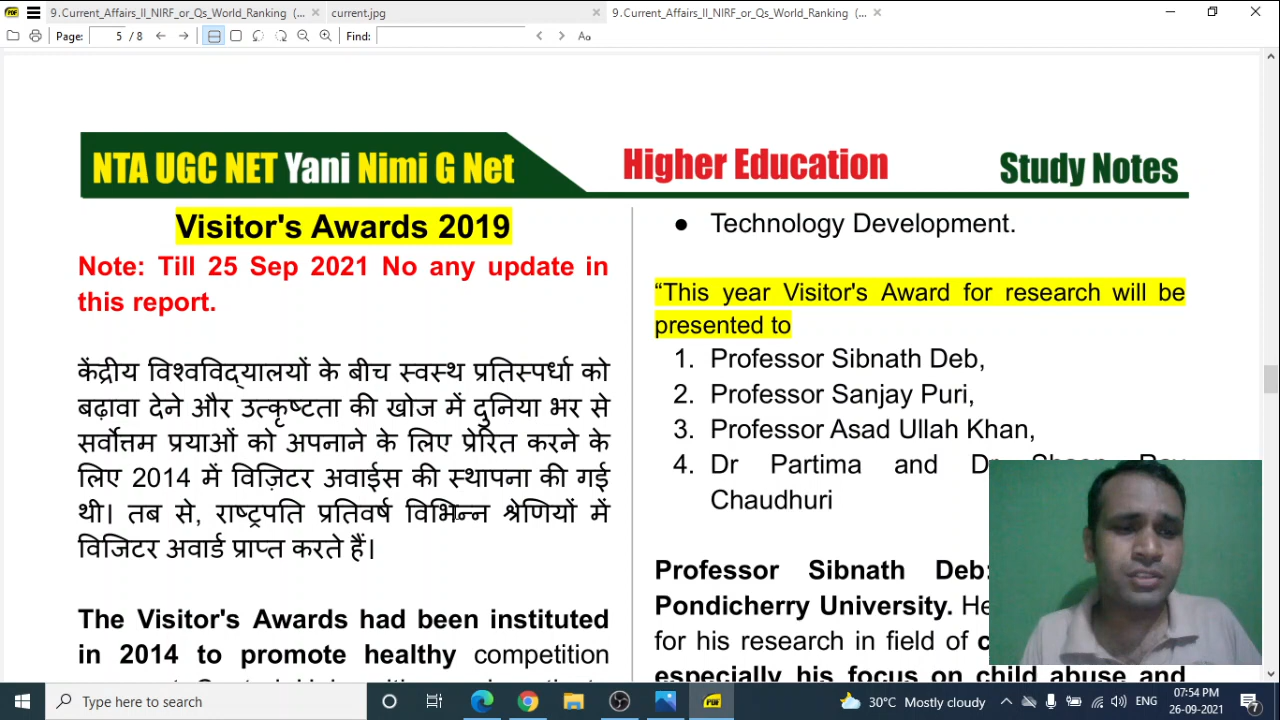 9.Current_Affairs_II_NIRF_or_Qs_World_Ranking (...
current.jpg
9.Current_Affairs_II_NIRF_or_Qs_World_Ranking (...
Page: 5 / 8
Find:
NTA UGC NET Yani Nimi G Net
Higher Education
Study Notes
Visitor's Awards 2019
Note: Till 25 Sep 2021 No any update in
this report.
केंद्रीय विश्वविद्यालयों के बीच स्वस्थ प्रतिस्पर्धा को
बढ़ावा देने और उत्कृष्टता की खोज में दुनिया भर से
सर्वोत्तम प्रयाओं को अपनाने के लिए प्रेरित करने के
लिए 2014 में विज़िटर अवाईस की स्थापना की गई
थी। तब से, राष्ट्रपति प्रतिवर्ष विभिन्न श्रेणियों में
विजिटर अवार्ड प्राप्त करते हैं।
The Visitor's Awards had been instituted
in 2014 to promote healthy competition
● Technology Development.
“This year Visitor's Award for research will be
presented to
1. Professor Sibnath Deb,
2. Professor Sanjay Puri,
3. Professor Asad Ullah Khan,
4. Dr Partima and
Chaudhuri
Professor Sibnath Deb:
Pondicherry University. He
for his research in field of
especially his focus on child abuse and
Type here to search
30°C Mostly cloudy
ENG
07:54 PM
26-09-2021
7